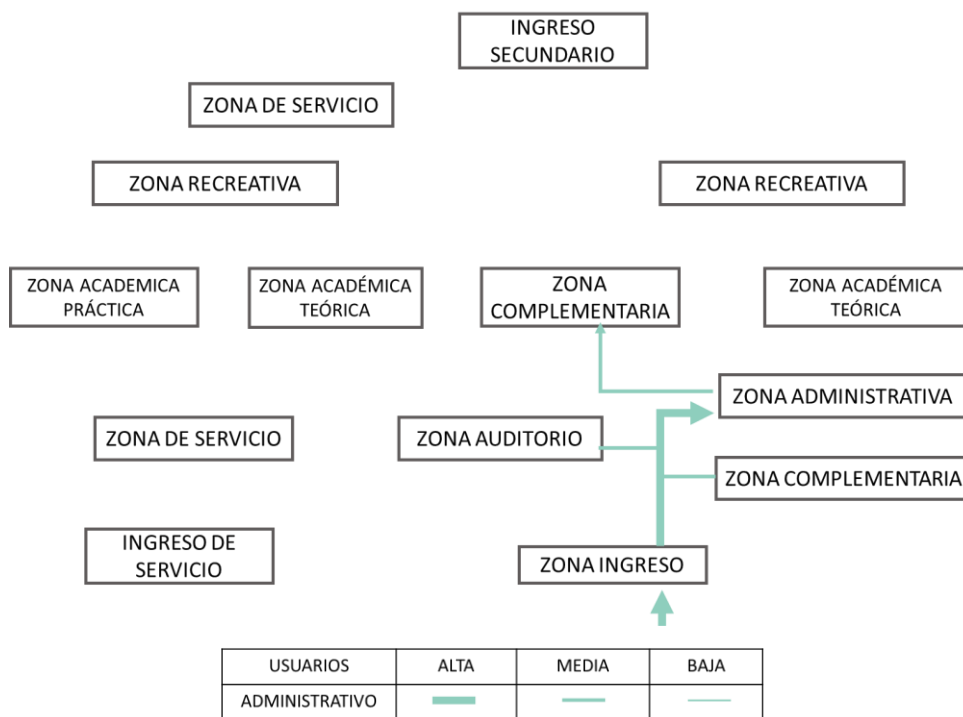 INGRESO
SECUNDARIO
ZONA DE SERVICIO
ZONA RECREATIVA
ZONA RECREATIVA
ZONA ACADEMICA
PRÁCTICA
ZONA ACADÉMICA
TEÓRICA
ZONA
COMPLEMENTARIA
ZONA ACADÉMICA
TEÓRICA
ZONA ADMINISTRATIVA
ZONA DE SERVICIO
ZONA AUDITORIO
ZONA COMPLEMENTARIA
INGRESO DE
SERVICIO
ZONA INGRESO
USUARIOS ALTA MEDIA BAJA
ADMINISTRATIVO